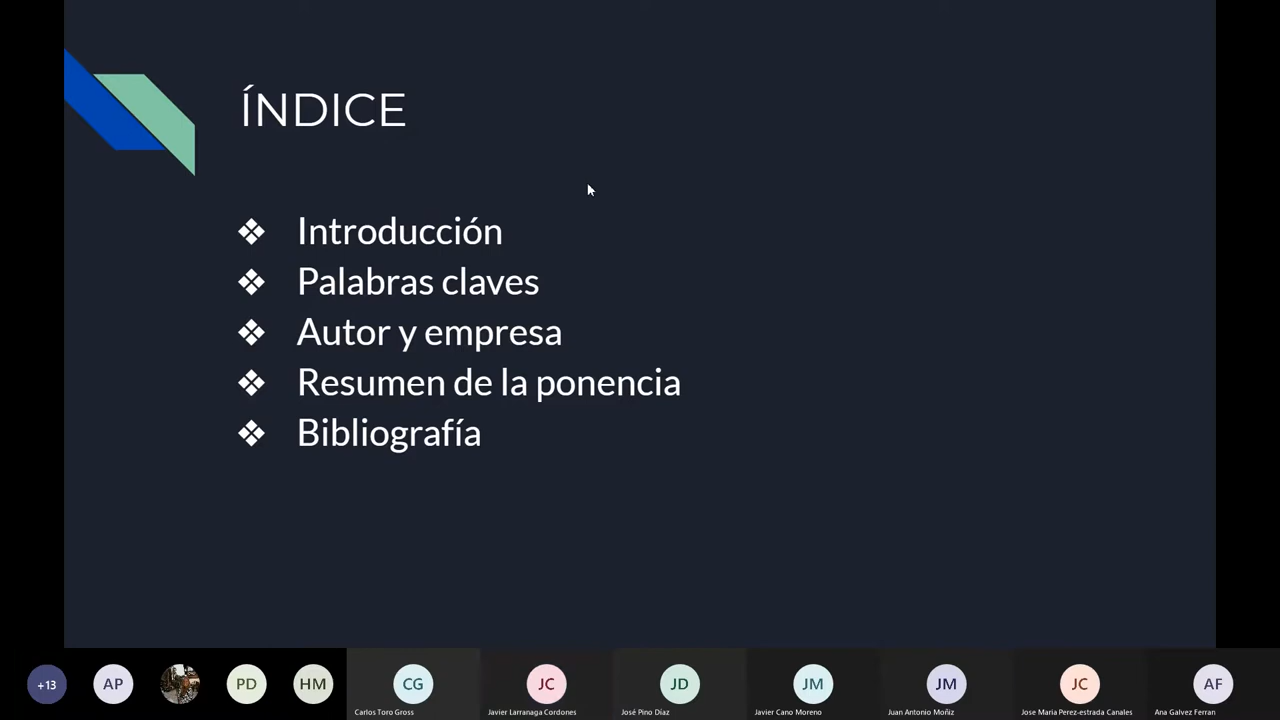 ÍNDICE
❖ Introducción
❖ Palabras claves
❖ Autor y empresa
❖ Resumen de la ponencia
❖ Bibliografía
+13
AP
PD
HM
CG
JC
JD
JM
JM
JC
AF
Carlos Toro Gross
Javier Larranaga Cordones
José Pino Díaz
Javier Cano Moreno
Juan Antonio Moñiz
Jose Maria Perez-estrada Canales
Ana Galvez Ferran